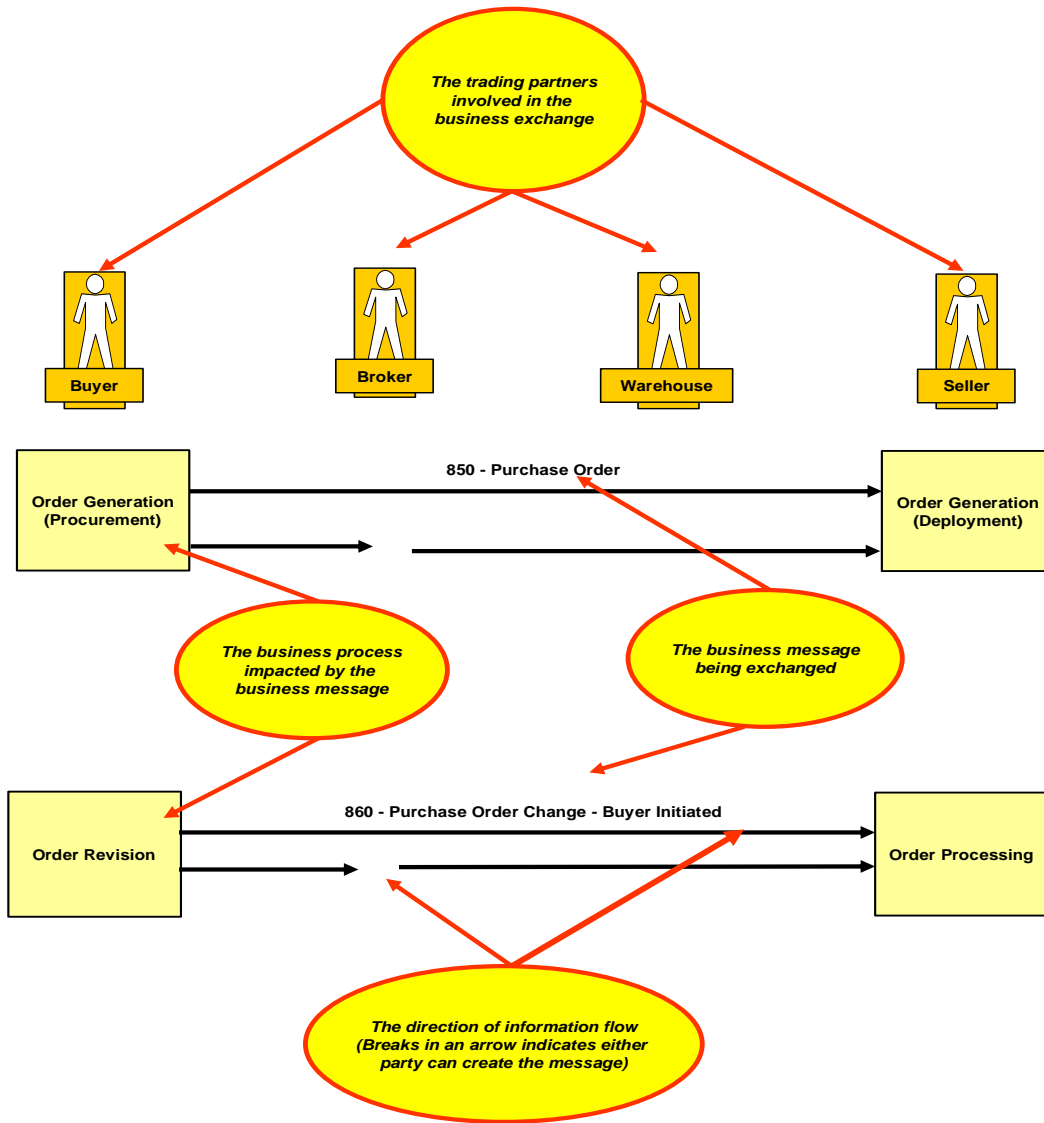 The trading partners
involved in the
business exchange
Buyer
Broker
Warehouse
Seller
850 - Purchase Order
Order Generation
(Procurement)
Order Generation
(Deployment)
The business process
impacted by the
business message
The business message
being exchanged
860 - Purchase Order Change - Buyer Initiated
Order Revision
Order Processing
The direction of information flow
(Breaks in an arrow indicates either
party can create the message)